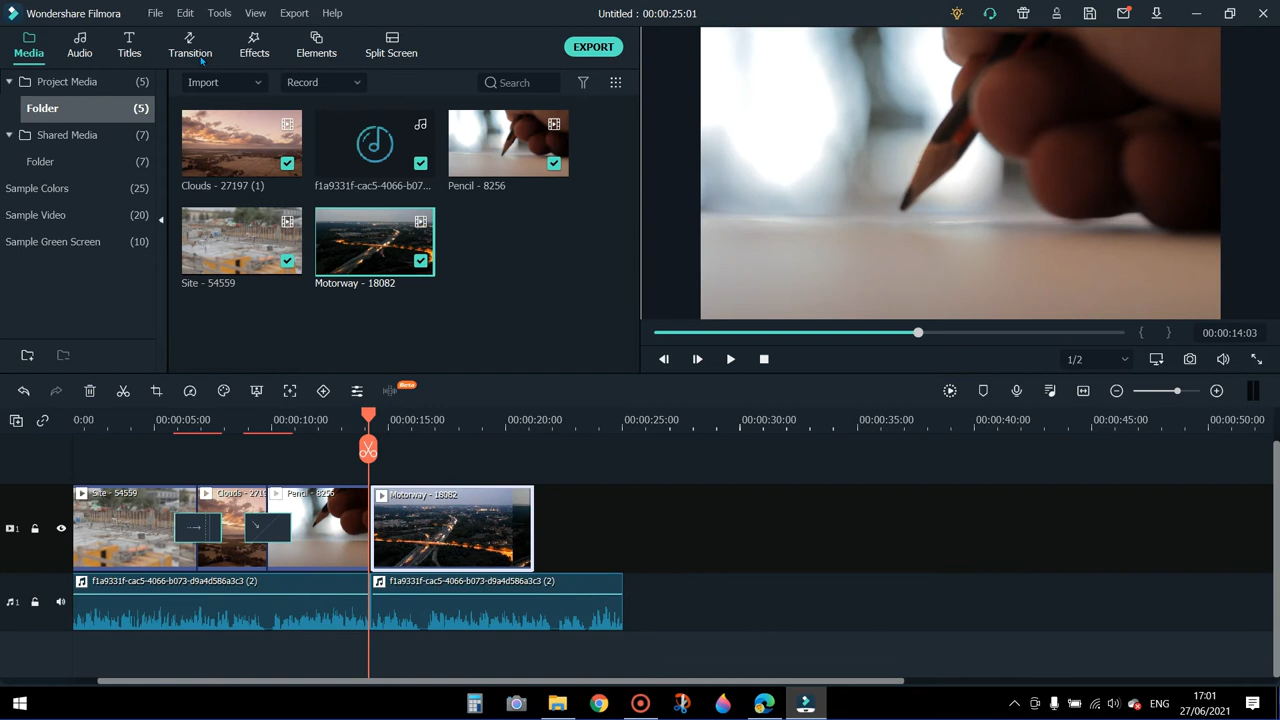 Wondershare Filmora File Edit Tools View Export Help Untitled : 00:00:25:01
Media Audio Titles Transition Effects Elements Split Screen EXPORT
Project Media (5)
Folder (5)
Shared Media (7)
Folder (7)
Sample Colors (25)
Sample Video (20)
Sample Green Screen (10)
Import Record Search
Clouds - 27197 (1) f1a9331f-cac5-4066-b07... Pencil - 8256
Site - 54559 Motorway - 18082
00:00:14:03
1/2
Beta
0:00 00:00:05:00 00:00:10:00 00:00:15:00 00:00:20:00 00:00:25:00 00:00:30:00 00:00:35:00 00:00:40:00 00:00:45:00 00:00:50:00
Site - 54559 Clouds - 2719 Pencil - 8256 Motorway - 18082
1
f1a9331f-cac5-4066-b073-d9a4d586a3c3 (2) f1a9331f-cac5-4066-b073-d9a4d586a3c3 (2)
1
ENG 17:01
27/06/2021